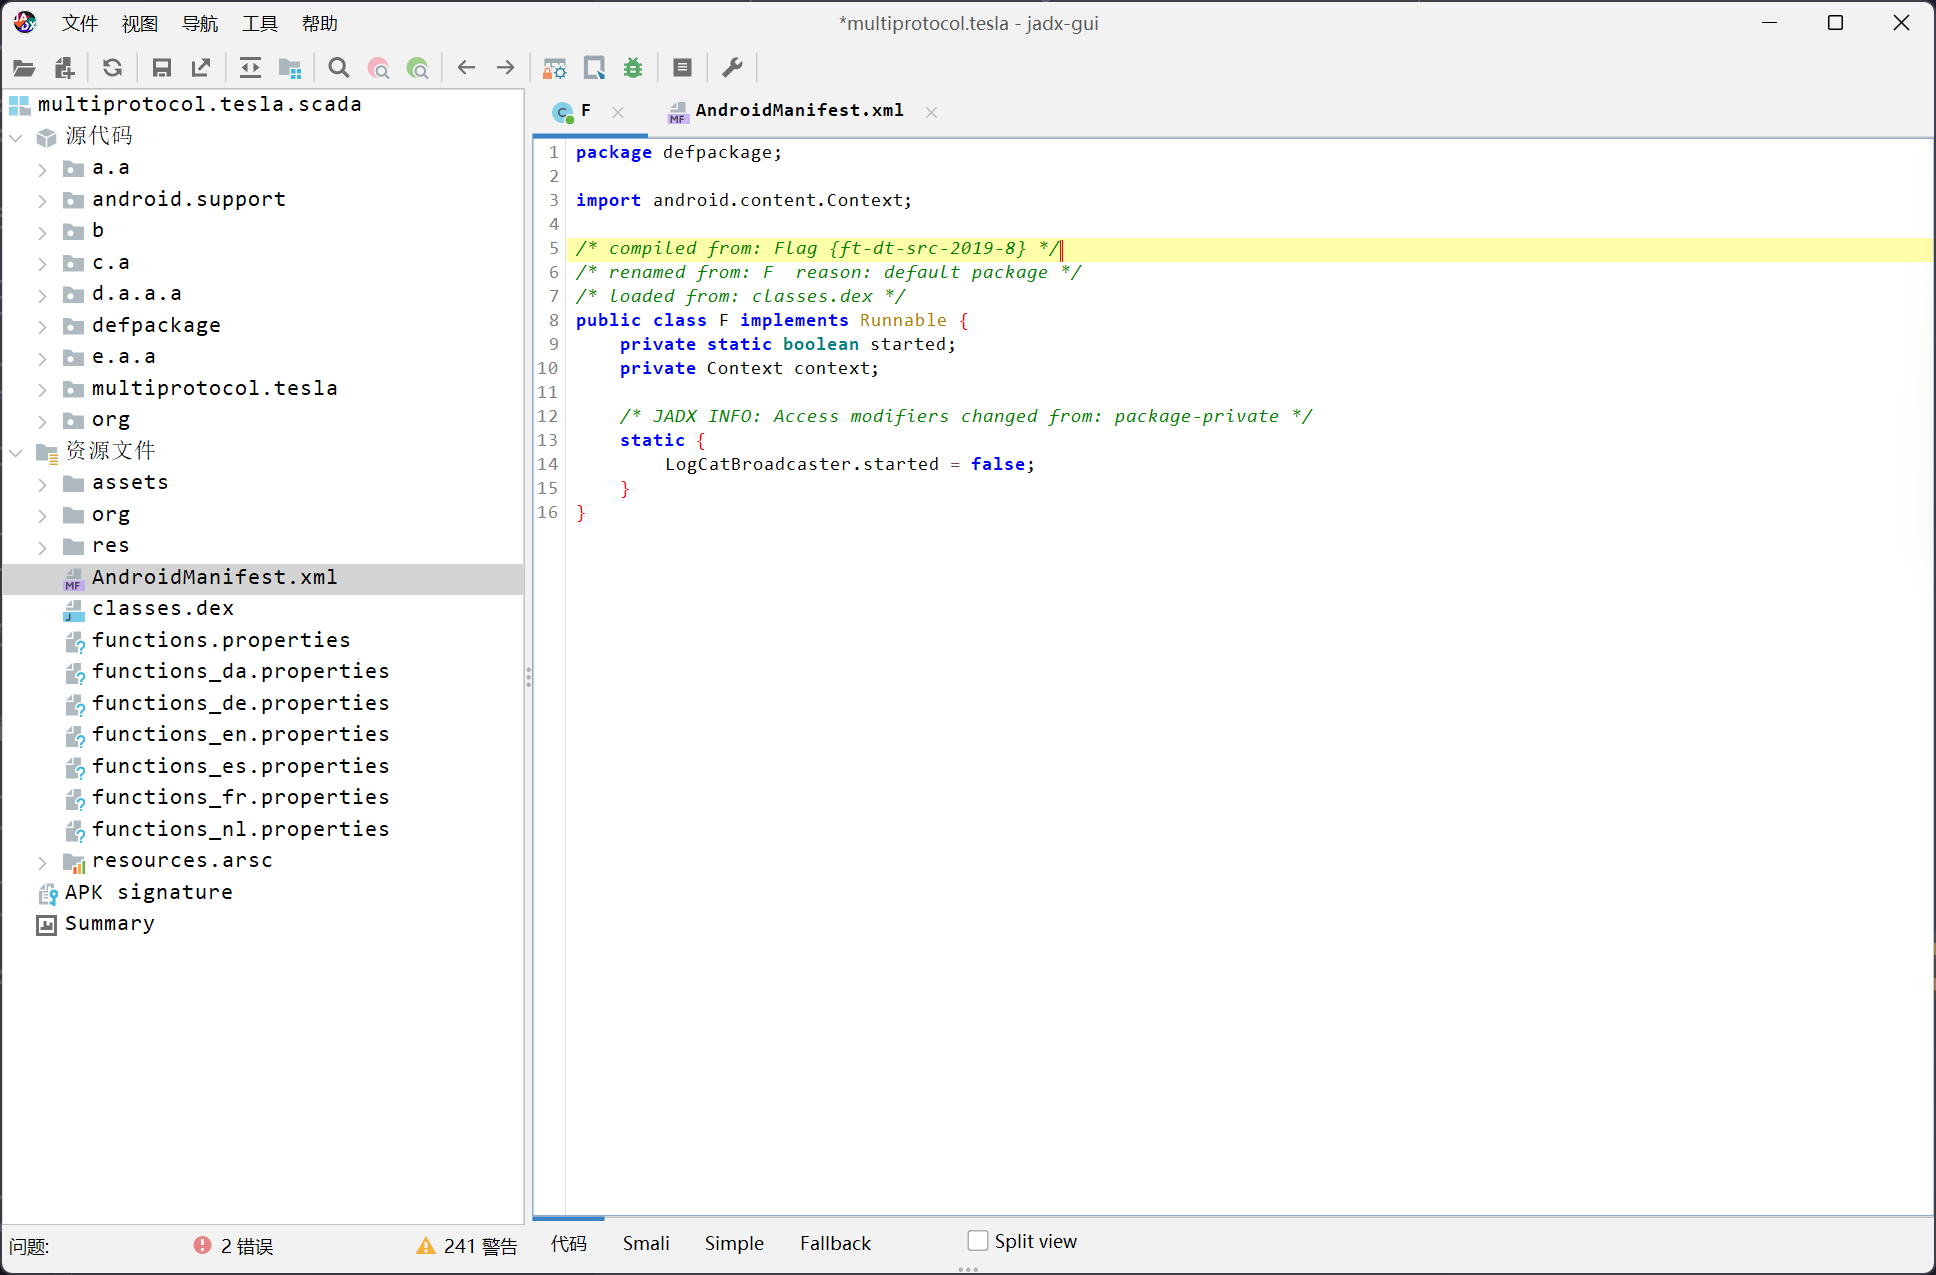 文件 视图 导航 工具 帮助
*multiprotocol.tesla - jadx-gui
multiprotocol.tesla.scada
源代码
a.a
android.support
b
c.a
d.a.a.a
defpackage
e.a.a
multiprotocol.tesla
org
资源文件
assets
org
res
AndroidManifest.xml
classes.dex
functions.properties
functions_da.properties
functions_de.properties
functions_en.properties
functions_es.properties
functions_fr.properties
functions_nl.properties
resources.arsc
APK signature
Summary
F AndroidManifest.xml
1 package defpackage;
2
3 import android.content.Context;
4
5 /* compiled from: Flag {ft-dt-src-2019-8} */
6 /* renamed from: F  reason: default package */
7 /* loaded from: classes.dex */
8 public class F implements Runnable {
9     private static boolean started;
10     private Context context;
11
12     /* JADX INFO: Access modifiers changed from: package-private */
13     static {
14         LogCatBroadcaster.started = false;
15     }
16 }
问题: 2 错误 241 警告
代码 Smali Simple Fallback Split view